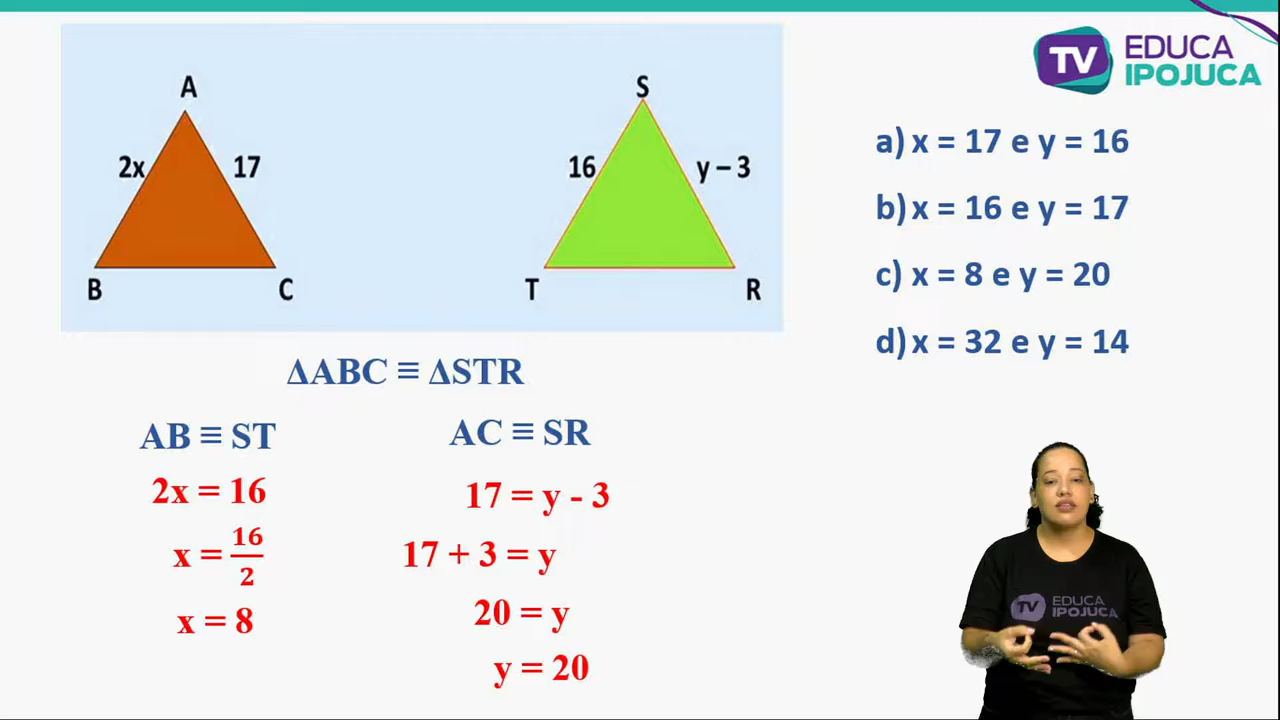 TV EDUCA
IPOJUCA
A
2x
17
B
C
S
16
y – 3
T
R
a) x = 17 e y = 16
b) x = 16 e y = 17
c) x = 8 e y = 20
d) x = 32 e y = 14
ΔABC ≡ ΔSTR
AB ≡ ST
2x = 16
x = 16/2
x = 8
AC ≡ SR
17 = y - 3
17 + 3 = y
20 = y
y = 20
TV EDUCA
IPOJUCA